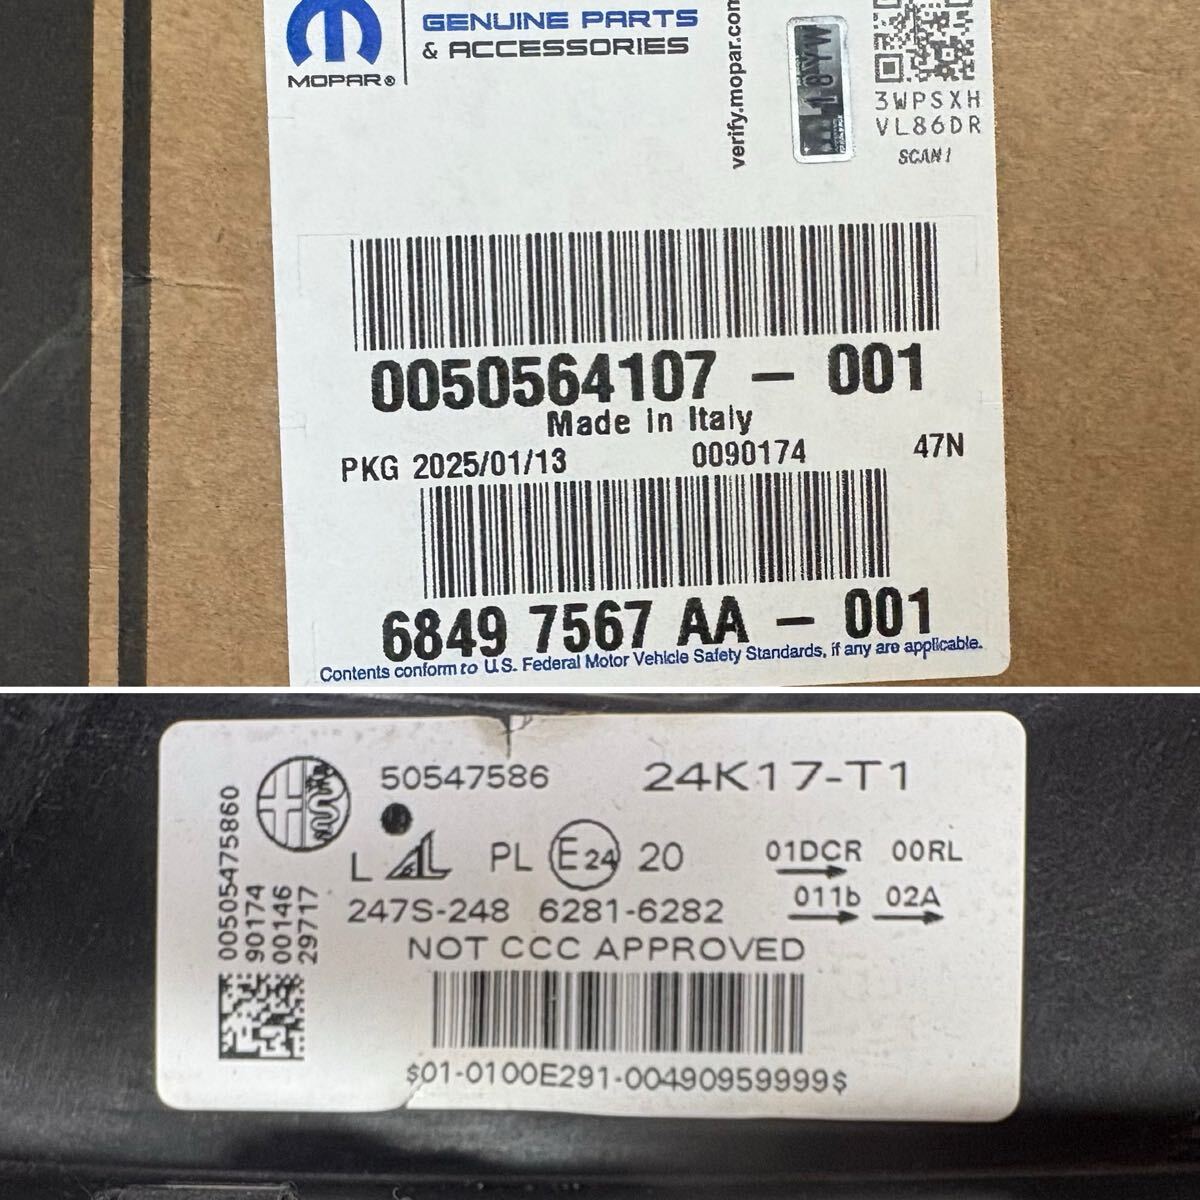 MOPAR®
GENUINE PARTS
& ACCESSORIES
verify.mopar.com
3WPSXH
VL86DR
SCAN!
0050564107 - 001
Made in Italy
PKG 2025/01/13 0090174 47N
6849 7567 AA - 001
Contents conform to U.S. Federal Motor Vehicle Safety Standards, if any are applicable.
50547586 24K17-T1
L AL PL E24 20 01DCR 00RL
011b 02A
247S-248 6281-6282
NOT CCC APPROVED
$01-0100E291-00490959999$
00505475860
90174
00146
29717